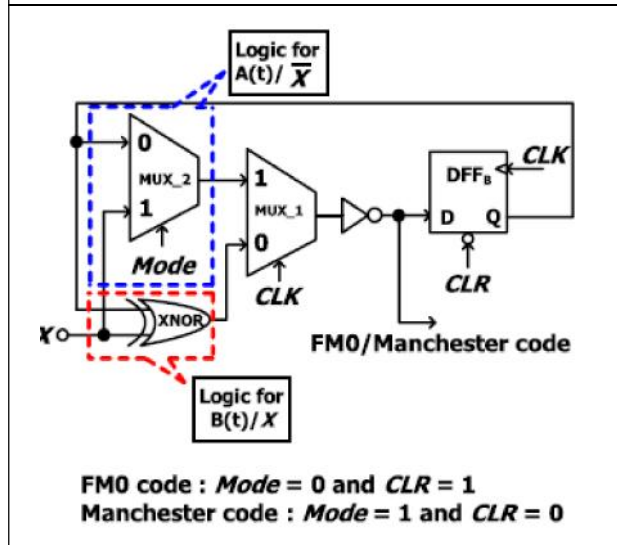 Logic for
A(t)/ X̅
0
MUX_2
1
Mode
1
MUX_1
0
CLK
DFFB
CLK
D Q
CLR
XNOR
X
FM0/Manchester code
Logic for
B(t)/X
FM0 code : Mode = 0 and CLR = 1
Manchester code : Mode = 1 and CLR = 0